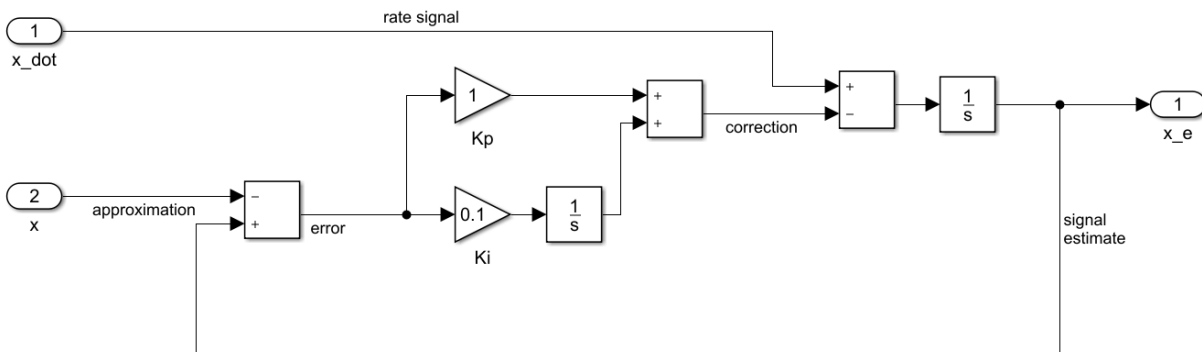 rate signal
1
x_dot
1
Kp
+
+
correction
+
−
1
s
1
x_e
2
x
approximation
−
+
error
0.1
Ki
1
s
signal
estimate